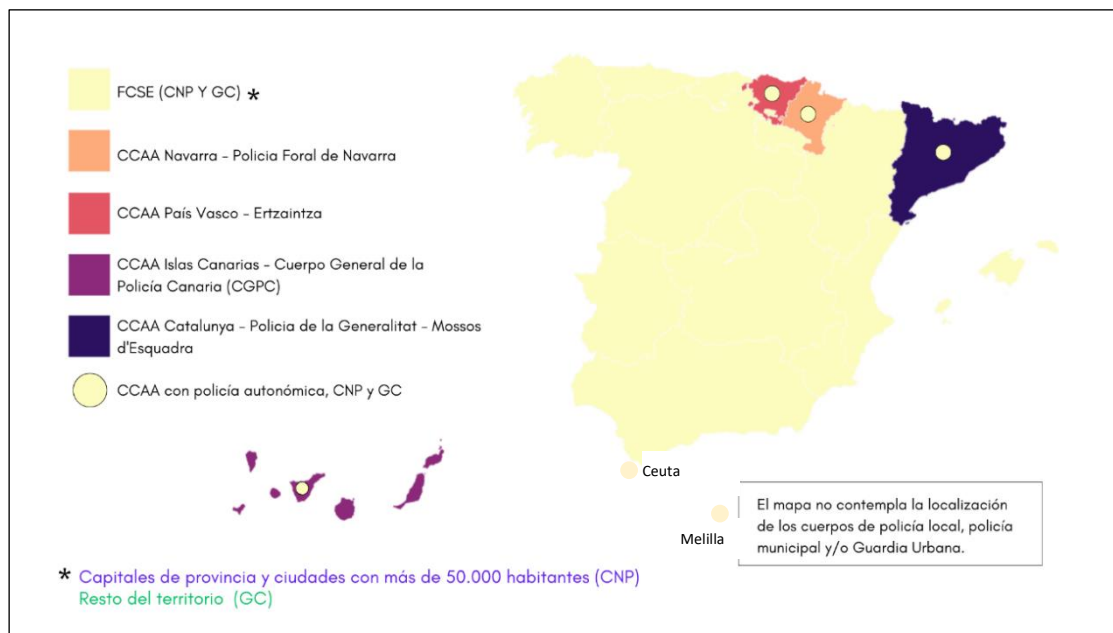 FCSE (CNP Y GC) *
CCAA Navarra - Policia Foral de Navarra
CCAA País Vasco - Ertzaintza
CCAA Islas Canarias - Cuerpo General de la
Policía Canaria (CGPC)
CCAA Catalunya - Policia de la Generalitat - Mossos
d'Esquadra
CCAA con policía autonómica, CNP y GC
Ceuta
Melilla
El mapa no contempla la localización
de los cuerpos de policía local, policía
municipal y/o Guardia Urbana.
* Capitales de provincia y ciudades con más de 50.000 habitantes (CNP)
Resto del territorio (GC)